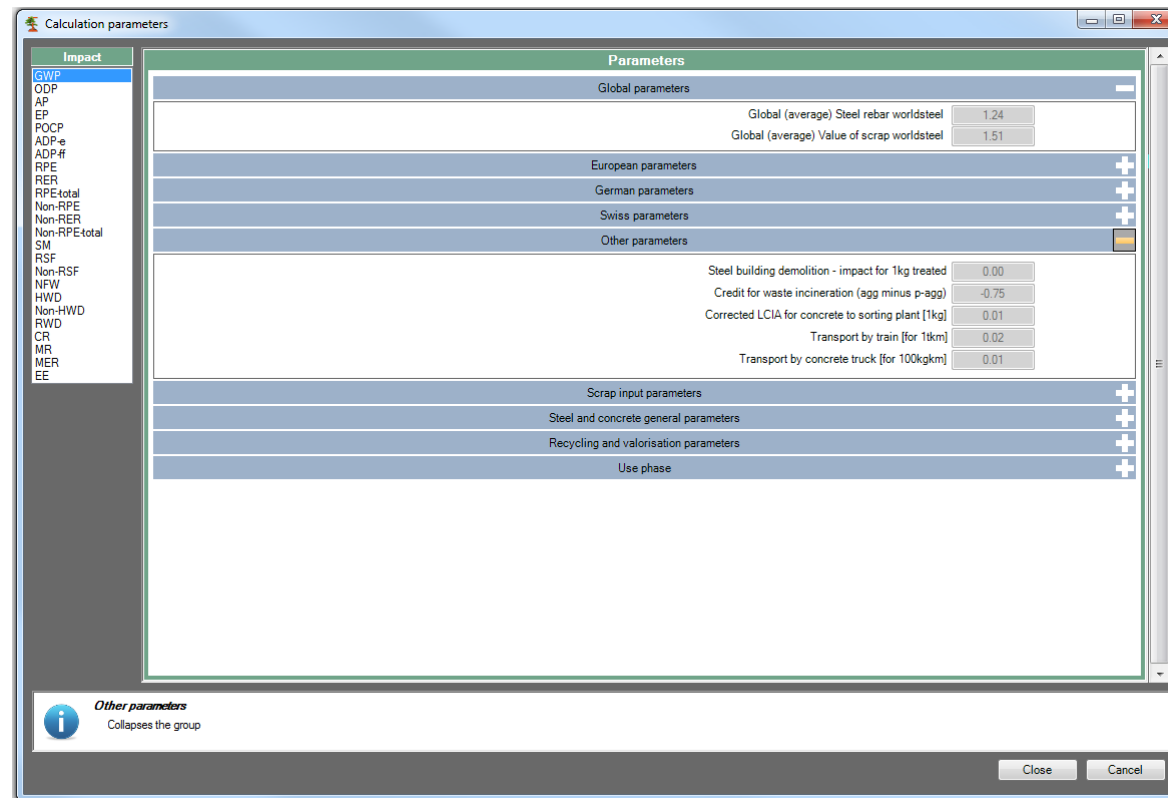 Calculation parameters
Impact
GWP
ODP
AP
EP
POCP
ADP-e
ADP-ff
RPE
RER
RPE-total
Non-RPE
Non-RER
Non-RPE-total
SM
RSF
Non-RSF
NFW
HWD
Non-HWD
RWD
CR
MR
MER
EE
Parameters
Global parameters
Global (average) Steel rebar worldsteel 1.24
Global (average) Value of scrap worldsteel 1.51
European parameters
German parameters
Swiss parameters
Other parameters
Steel building demolition - impact for 1kg treated 0.00
Credit for waste incineration (agg minus p-agg) -0.75
Corrected LCIA for concrete to sorting plant [1kg] 0.01
Transport by train [for 1tkm] 0.02
Transport by concrete truck [for 100kgkm] 0.01
Scrap input parameters
Steel and concrete general parameters
Recycling and valorisation parameters
Use phase
Other parameters
Collapses the group
Close Cancel